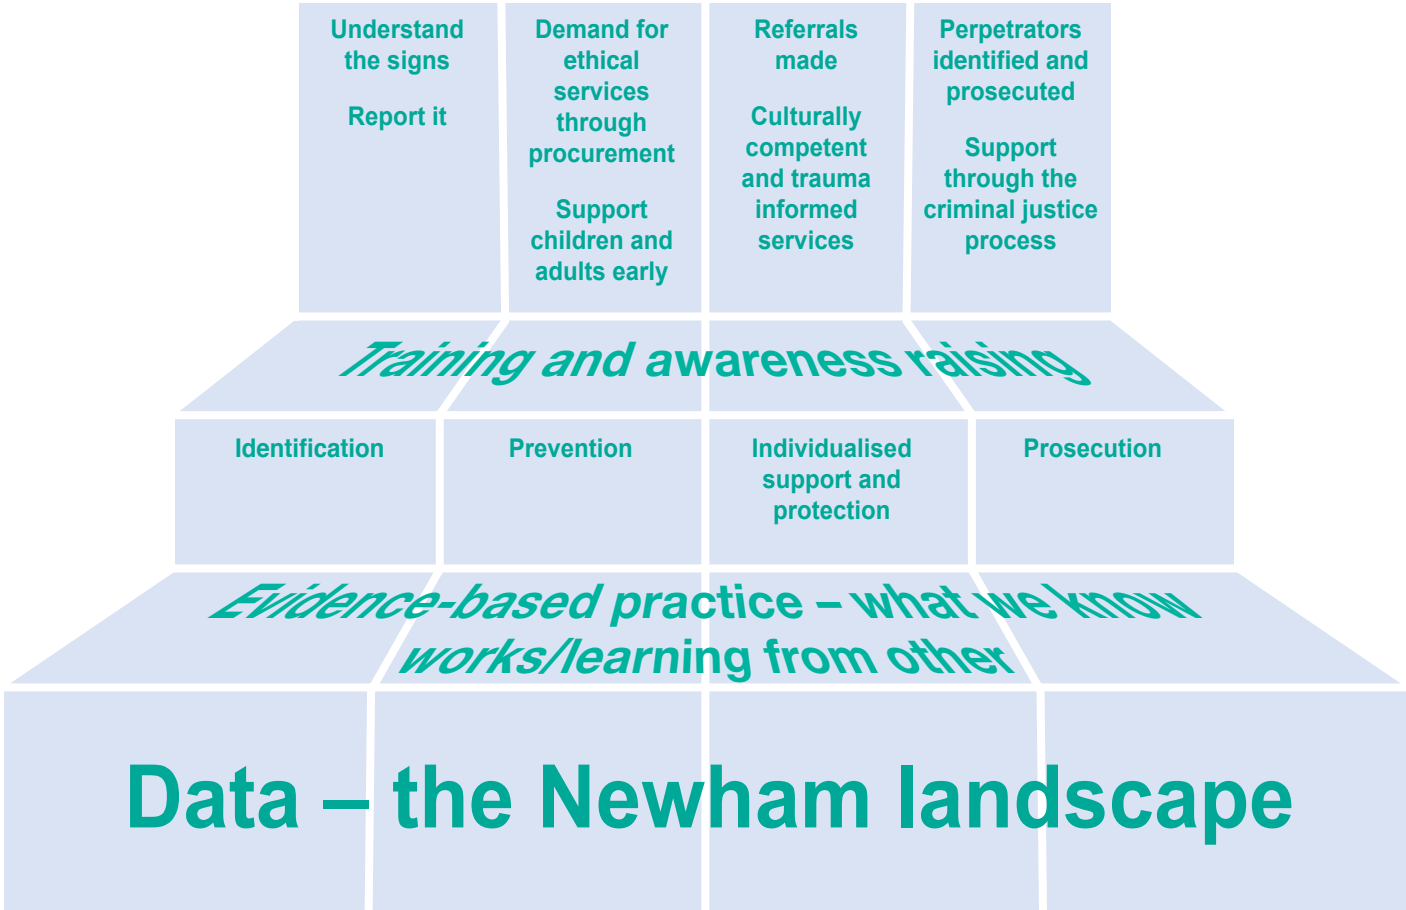 Understand
the signs
Report it
Demand for
ethical
services
through
procurement
Support
children and
adults early
Referrals
made
Culturally
competent
and trauma
informed
services
Perpetrators
identified and
prosecuted
Support
through the
criminal justice
process
Training and awareness raising
Identification
Prevention
Individualised
support and
protection
Prosecution
Evidence-based practice – what we know
works/learning from other
Data – the Newham landscape